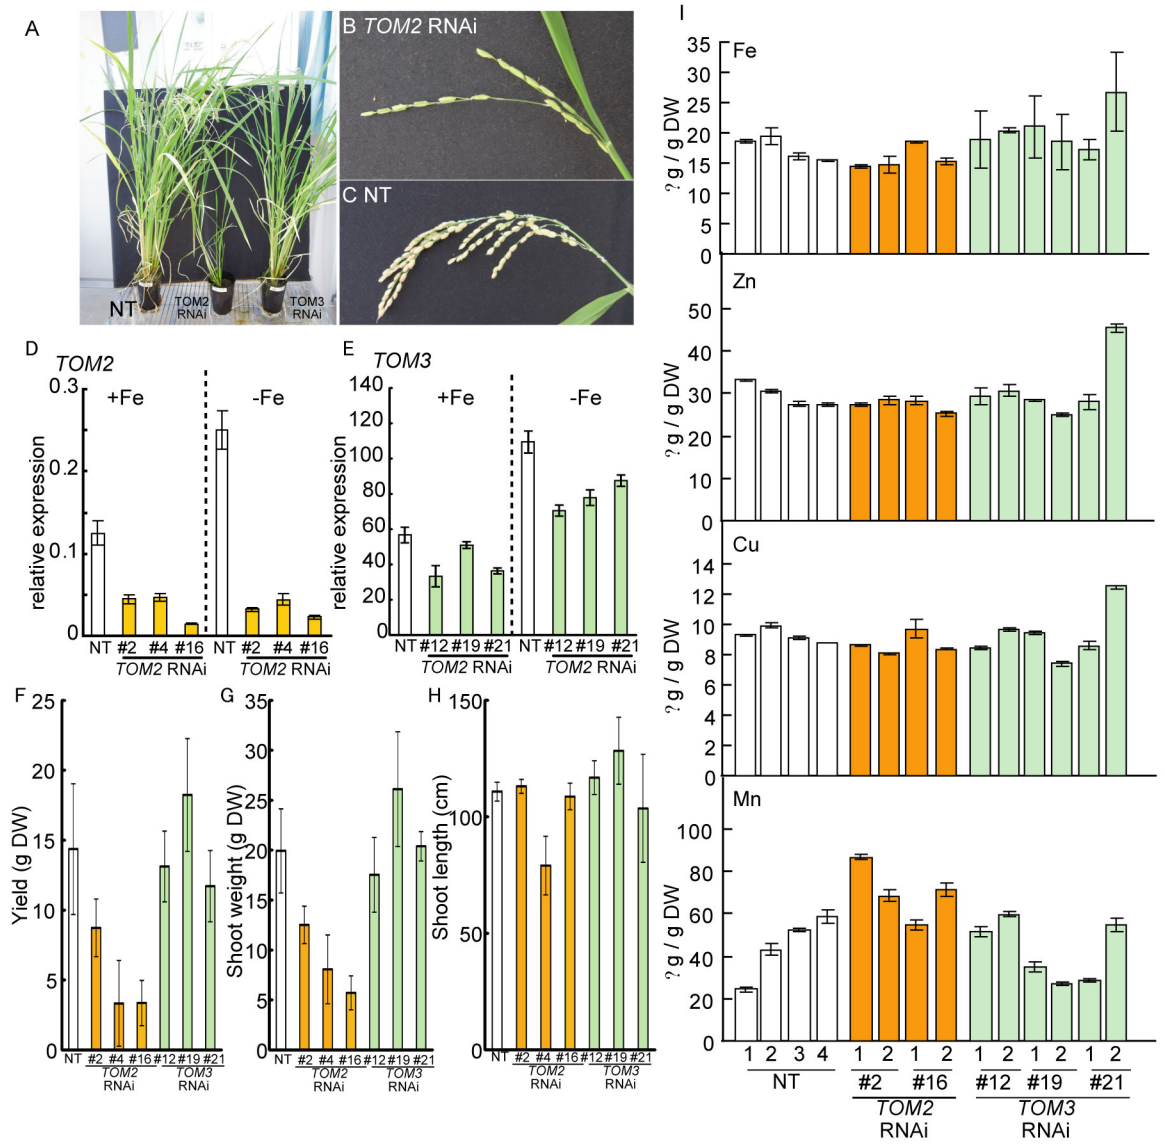 A
NT
TOM2
RNAi
TOM3
RNAi
B TOM2 RNAi
C NT
D
TOM2
+Fe
-Fe
0.3
0.2
0.1
0
relative expression
NT #2 #4 #16
NT #2 #4 #16
TOM2 RNAi
TOM2 RNAi
E
TOM3
+Fe
-Fe
140
120
100
80
60
40
20
0
relative expression
NT #12 #19 #21
NT #12 #19 #21
TOM2 RNAi
TOM2 RNAi
F
25
20
15
10
5
0
Yield (g DW)
NT #2 #4 #16 #12 #19 #21
TOM2
RNAi
TOM3
RNAi
G
35
30
25
20
15
10
5
0
Shoot weight (g DW)
NT #2 #4 #16 #12 #19 #21
TOM2
RNAi
TOM3
RNAi
H
150
100
50
0
Shoot length (cm)
NT #2 #4 #16 #12 #19 #21
TOM2
RNAi
TOM3
RNAi
I
Fe
35
30
25
20
15
10
5
0
? g / g DW
Zn
50
40
30
20
10
0
? g / g DW
Cu
14
12
10
8
6
4
2
0
? g / g DW
Mn
100
80
60
40
20
0
? g / g DW
1 2 3 4 1 2 1 2 1 2 1 2 1 2
NT #2 #16 #12 #19 #21
TOM2
RNAi
TOM3
RNAi